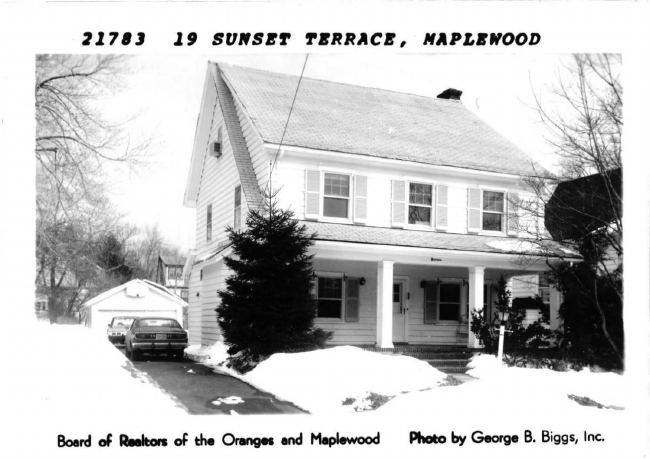 21783 19 SUNSET TERRACE, MAPLEWOOD
Board of Realtors of the Oranges and Maplewood Photo by George B. Biggs, Inc.